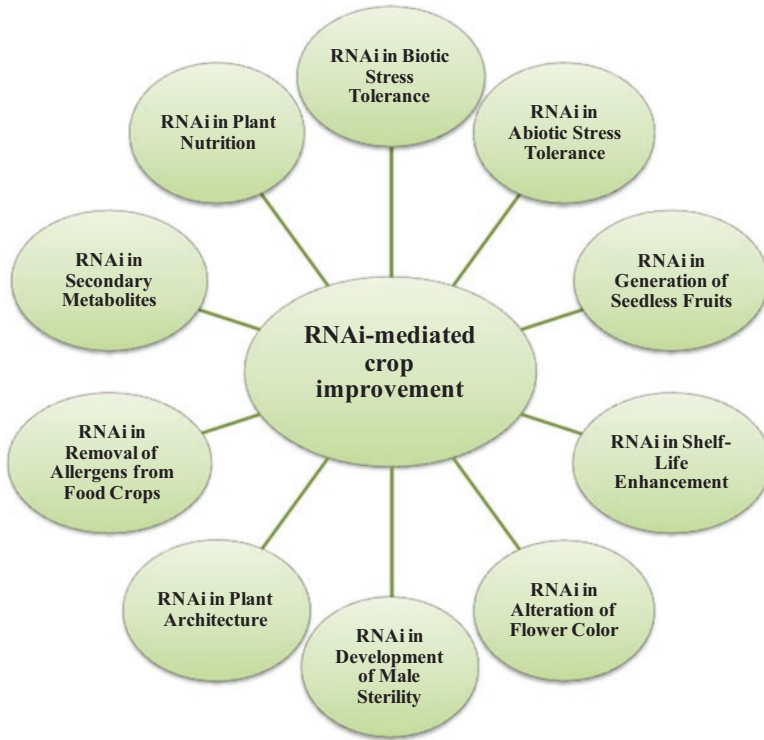 RNAi in Biotic
Stress
Tolerance
RNAi in
Abiotic Stress
Tolerance
RNAi in
Generation of
Seedless Fruits
RNAi in Shelf-
Life
Enhancement
RNAi in
Alteration of
Flower Color
RNAi in
Development
of Male
Sterility
RNAi in Plant
Architecture
RNAi in
Removal of
Allergens from
Food Crops
RNAi in
Secondary
Metabolites
RNAi in Plant
Nutrition
RNAi-mediated
crop
improvement